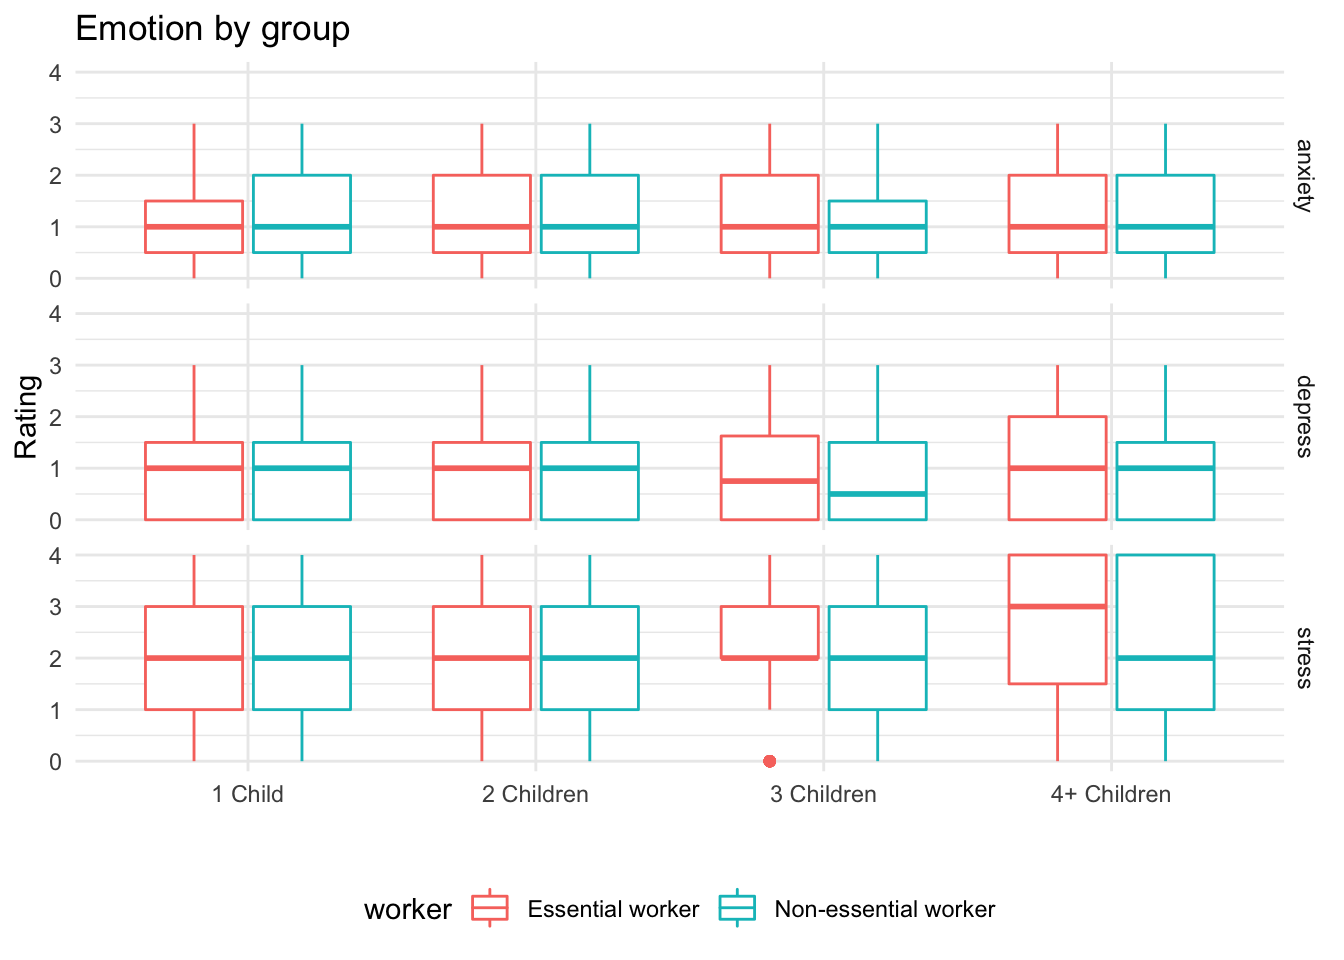 Emotion by group
Rating
4
3
2
1
0
anxiety
4
3
2
1
0
depress
4
3
2
1
0
stress
1 Child 2 Children 3 Children 4+ Children
worker Essential worker Non-essential worker